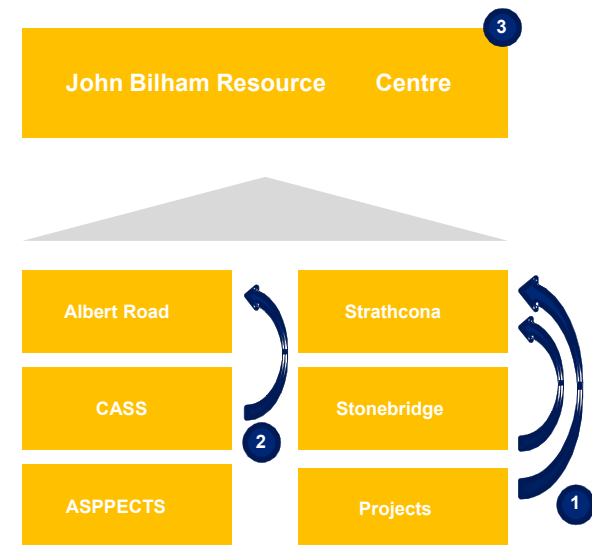 3
John Bilham Resource Centre
Albert Road
Strathcona
CASS
Stonebridge
2
ASPPECTS
Projects
1